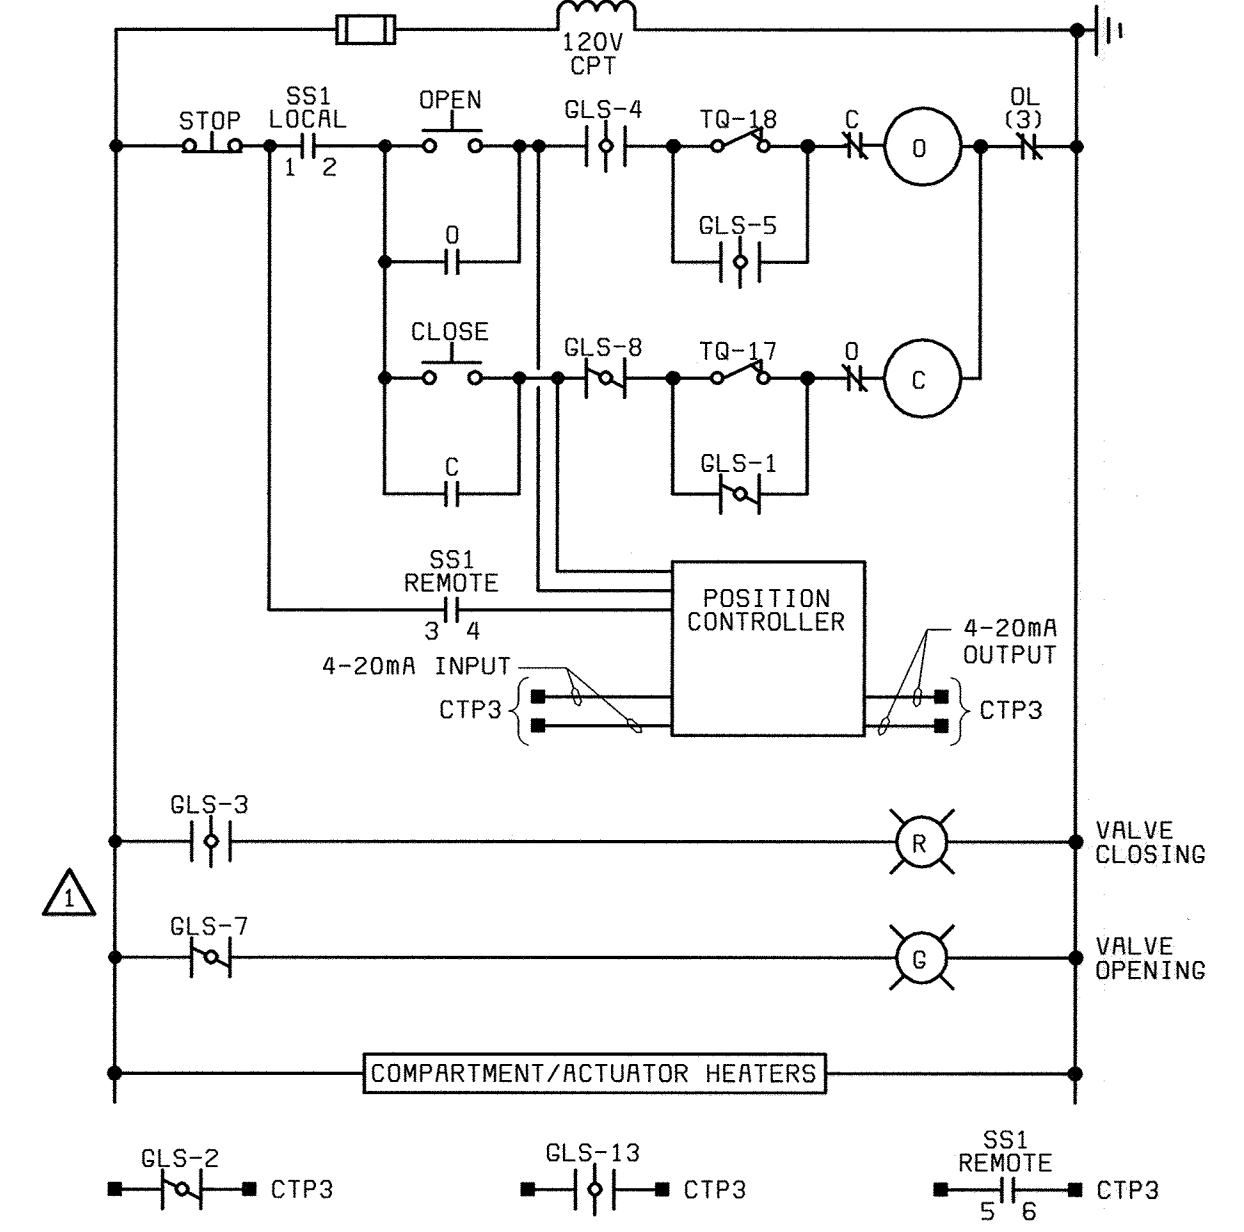 120V
CPT
SS1
LOCAL
STOP
OPEN
GLS-4
TQ-18
C
OL
(3)
O
1 2
O
GLS-5
CLOSE
GLS-8
TQ-17
O
C
C
GLS-1
SS1
REMOTE
3 4
POSITION
CONTROLLER
4-20mA INPUT
CTP3
4-20mA
OUTPUT
CTP3
GLS-3
R
VALVE
CLOSING
1
GLS-7
G
VALVE
OPENING
COMPARTMENT/ACTUATOR HEATERS
GLS-2
CTP3
GLS-13
CTP3
SS1
REMOTE
5 6
CTP3